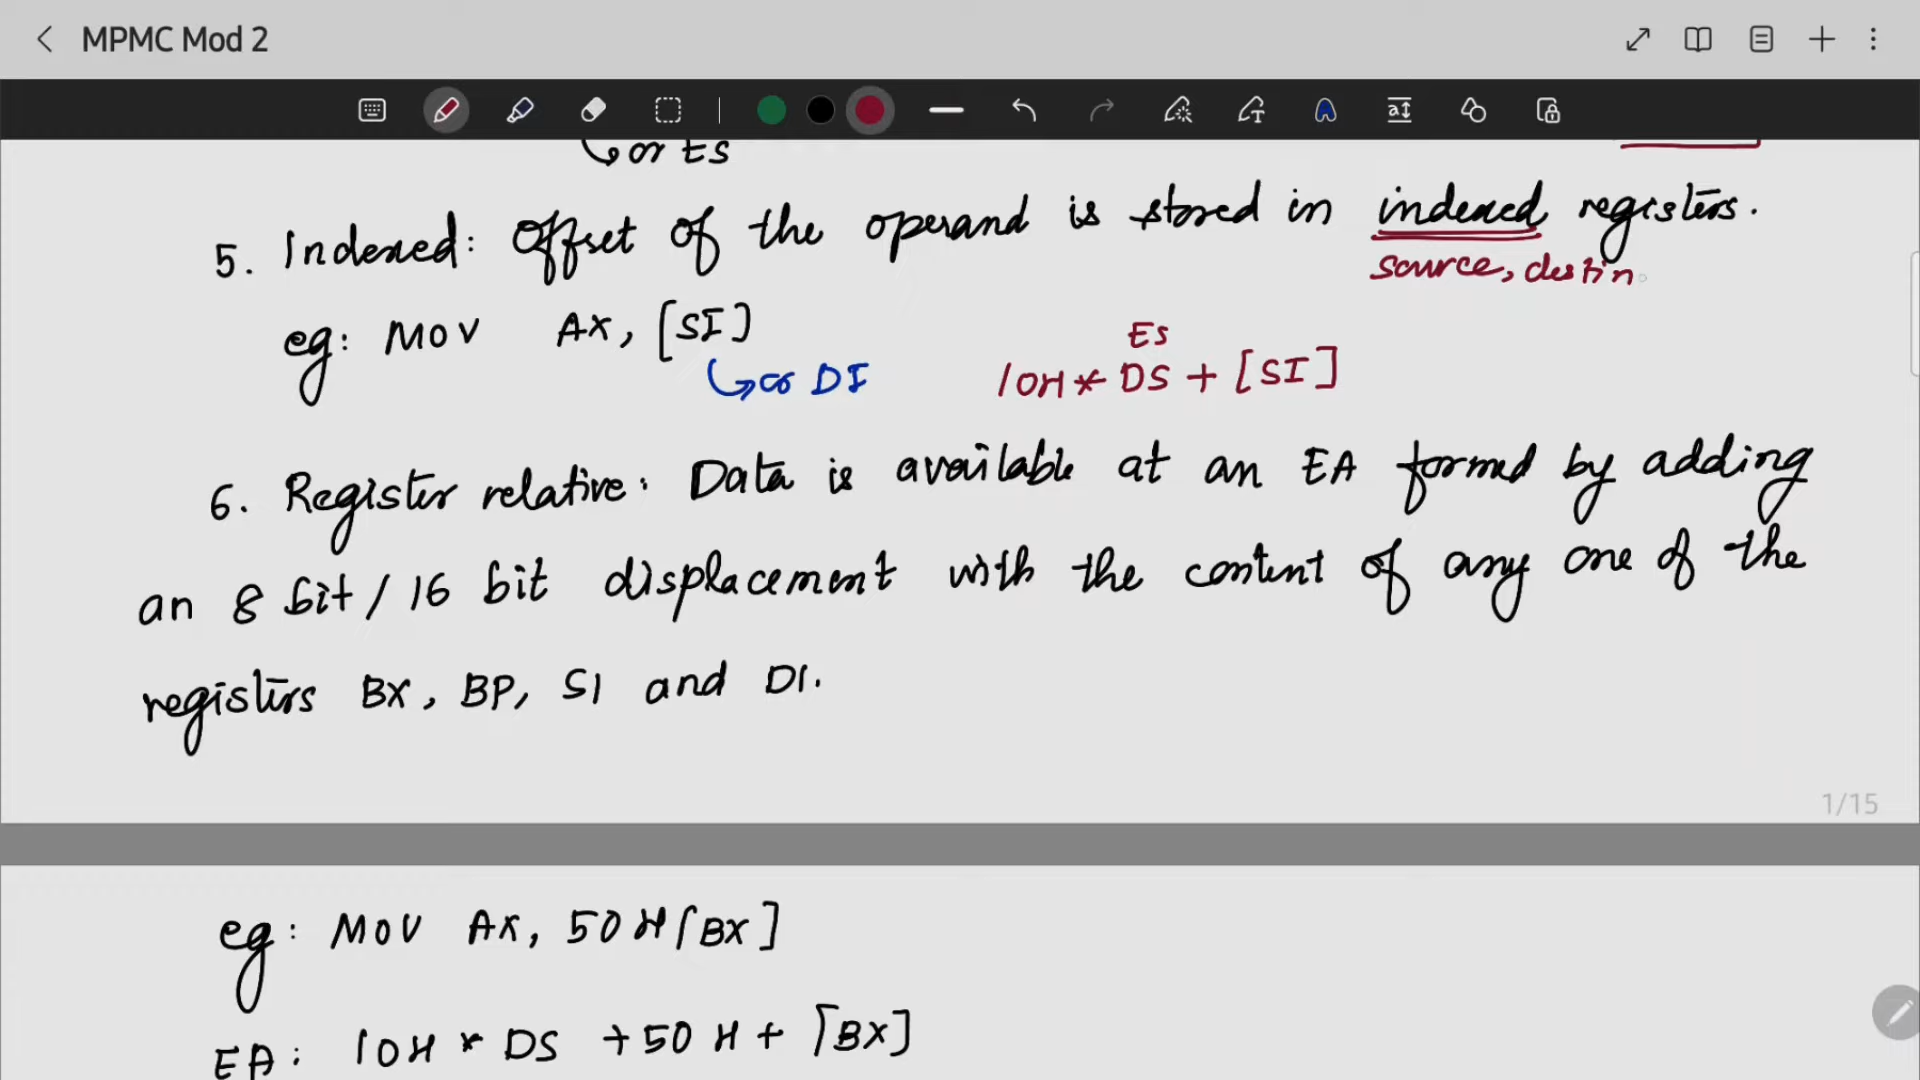 MPMC Mod 2
or ES
5. Indexed: Offset of the operand is stored in indexed registers.
source, destin
eg: MOV AX, [SI]
or DI
ES
10H * DS + [SI]
6. Register relative: Data is available at an EA formed by adding
an 8 bit / 16 bit displacement with the content of any one of the
registers BX, BP, SI and DI.
1/15
eg: MOV AX, 50H [BX]
EA: 10H * DS + 50H + [BX]